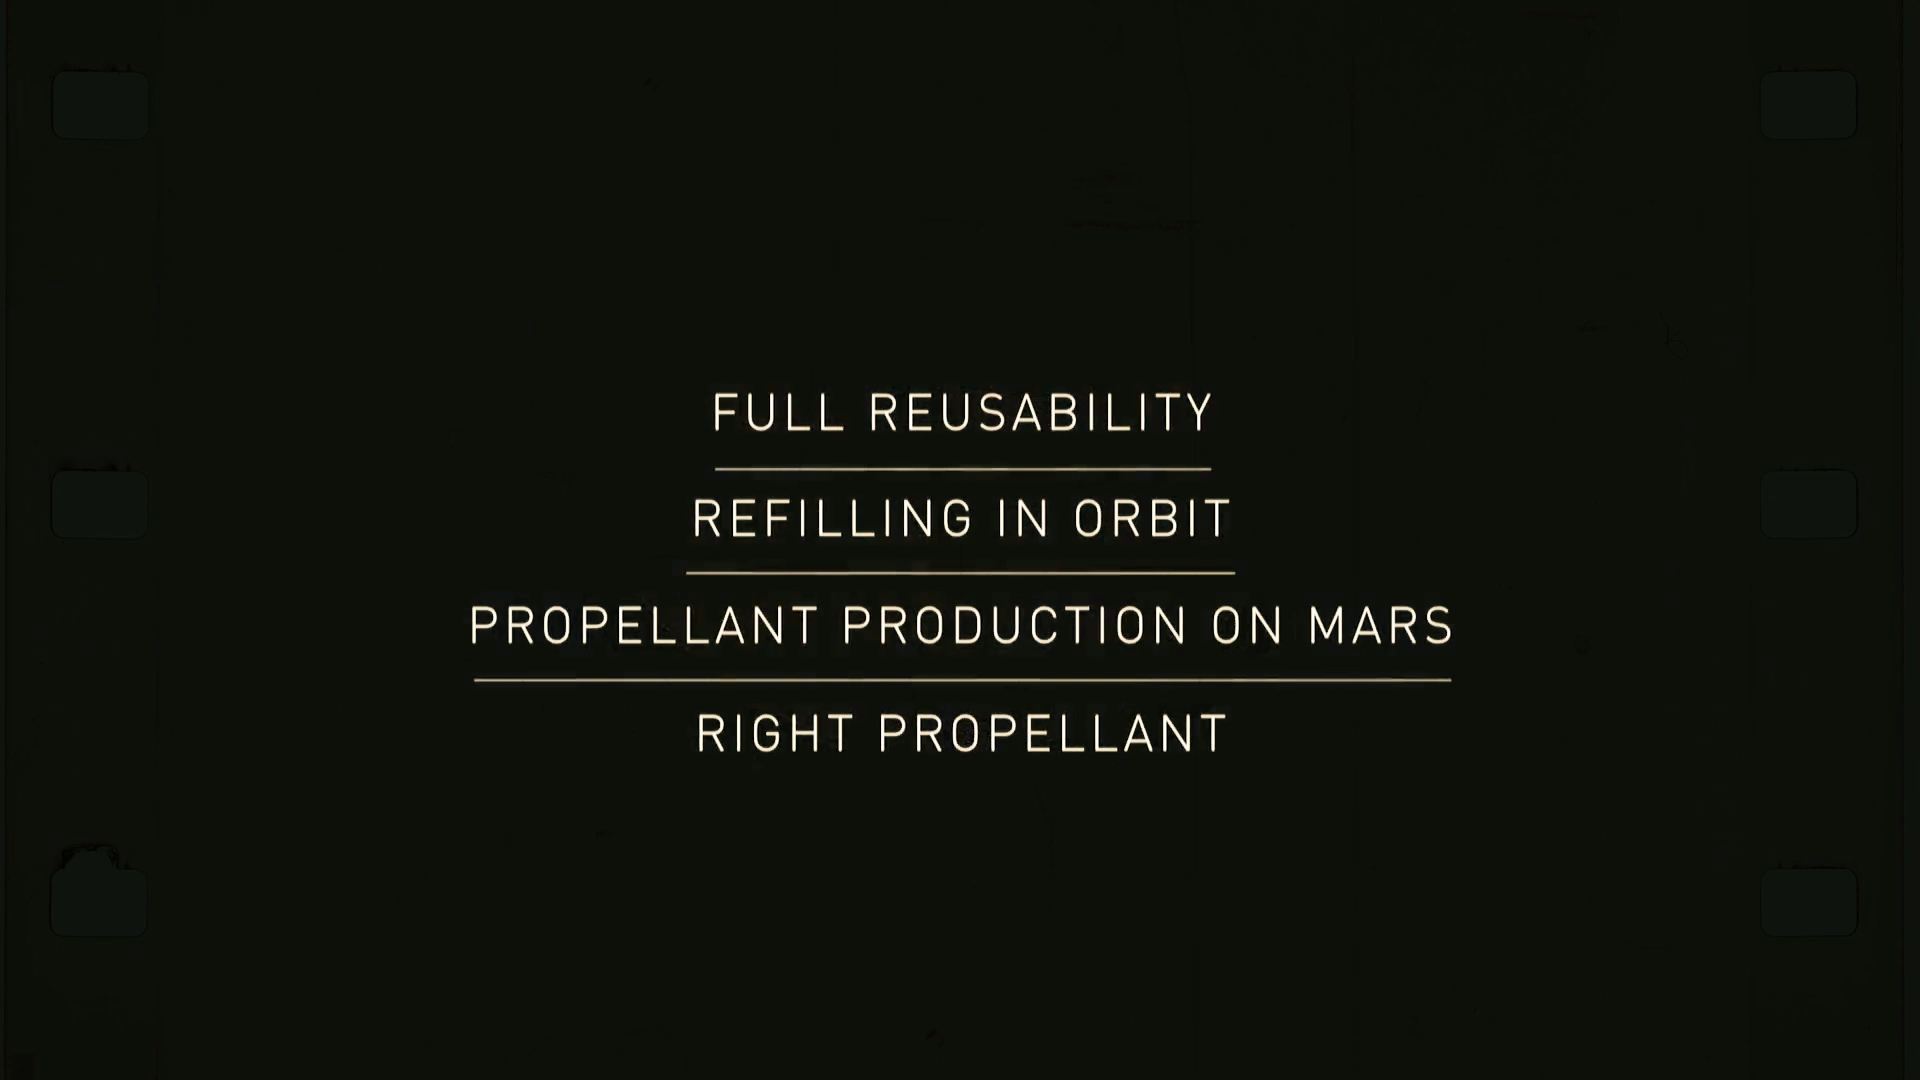 FULL REUSABILITY
REFILLING IN ORBIT
PROPELLANT PRODUCTION ON MARS
RIGHT PROPELLANT